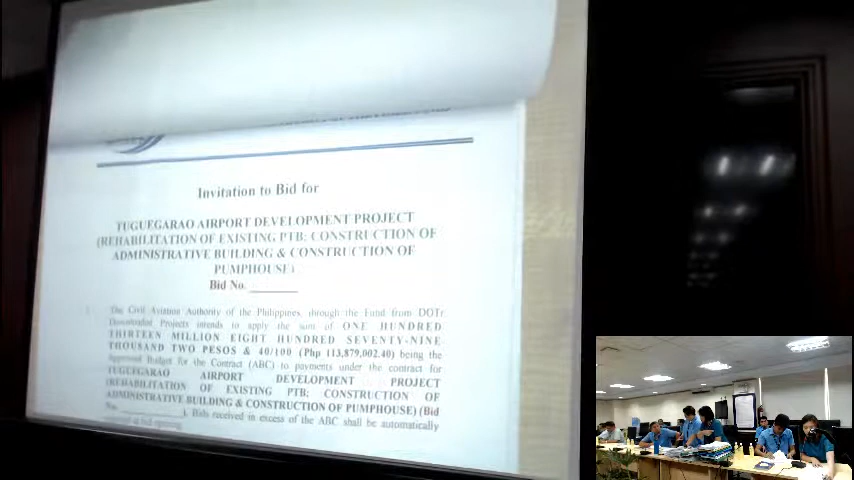 Invitation to Bid for
TUGUEGARAO AIRPORT DEVELOPMENT PROJECT
(REHABILITATION OF EXISTING PTB; CONSTRUCTION OF
ADMINISTRATIVE BUILDING & CONSTRUCTION OF
PUMPHOUSE)
Bid No. ________
The Civil Aviation Authority of the Philippines, through the Fund from DOTr
Downloaded Projects intends to apply the sum of ONE HUNDRED
THIRTEEN MILLION EIGHT HUNDRED SEVENTY-NINE
THOUSAND TWO PESOS & 40/100 (Php 113,879,002.40) being the
Approved Budget for the Contract (ABC) to payments under the contract for
TUGUEGARAO AIRPORT DEVELOPMENT PROJECT
(REHABILITATION OF EXISTING PTB; CONSTRUCTION OF
ADMINISTRATIVE BUILDING & CONSTRUCTION OF PUMPHOUSE) (Bid
No. ____________). Bids received in excess of the ABC shall be automatically
at bid opening.